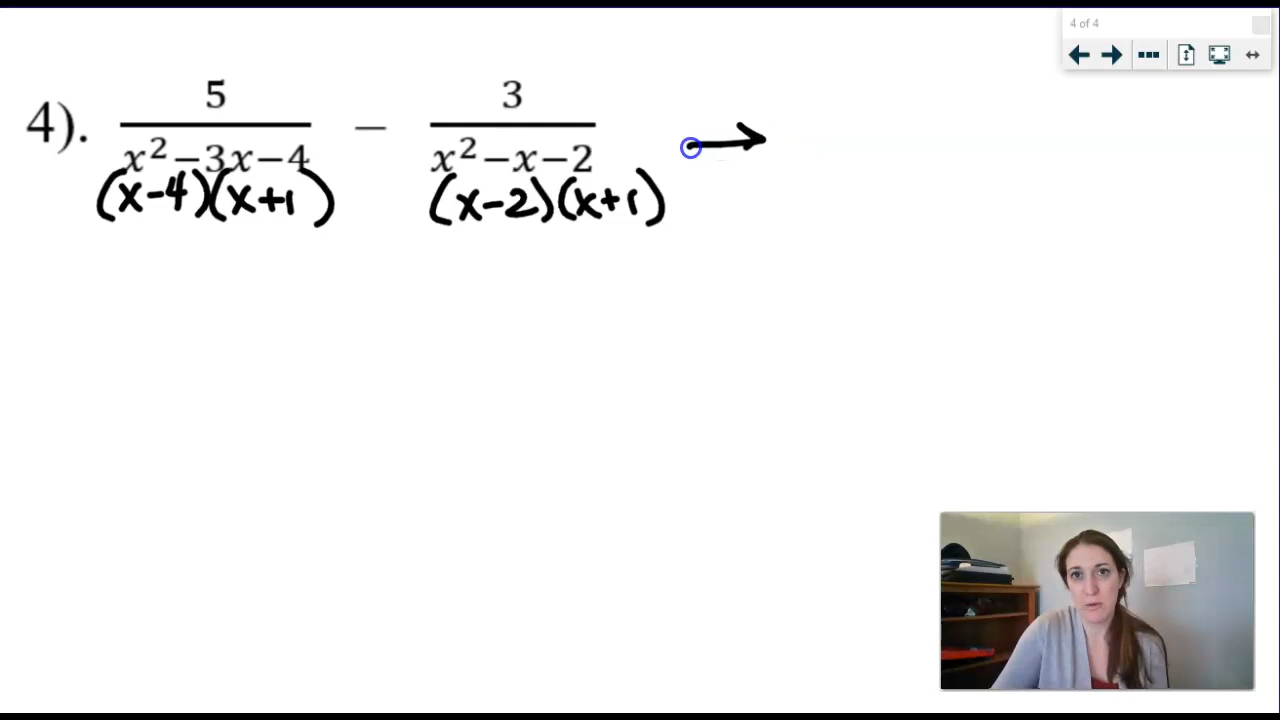 4 of 4
4). 5/(x²−3x−4) − 3/(x²−x−2) →
(x-4)(x+1) (x-2)(x+1)